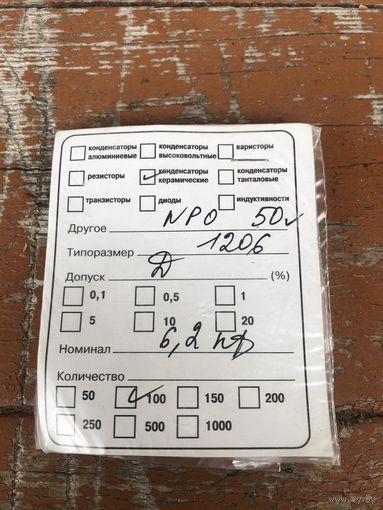 конденсаторы алюминиевые конденсаторы высоковольтные варисторы
резисторы конденсаторы керамические конденсаторы танталовые
транзисторы диоды индуктивности
Другое NPO 50v
Типоразмер 1206
Допуск Д (%)
0,1 0,5 1
5 10 20
Номинал 6,2 пф
Количество
50 100 150 200
250 500 1000